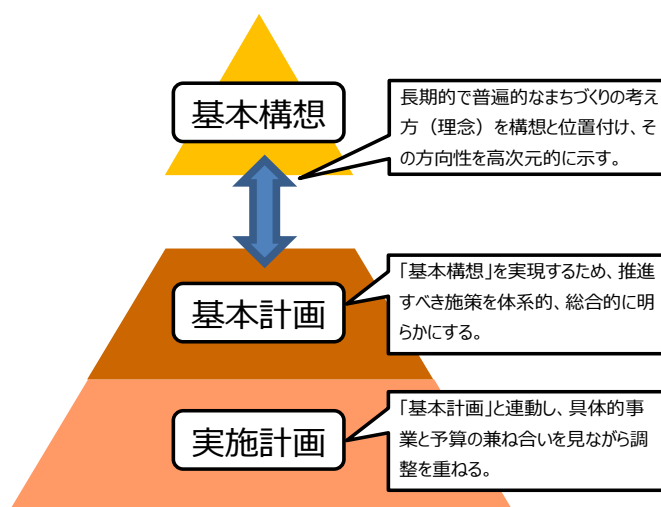 基本構想
長期的で普遍的なまちづくりの考え
方（理念）を構想と位置付け、そ
の方向性を高次元的に示す。
基本計画
「基本構想」を実現するため、推進
すべき施策を体系的、総合的に明
らかにする。
実施計画
「基本計画」と連動し、具体的事
業と予算の兼ね合いを見ながら調
整を重ねる。